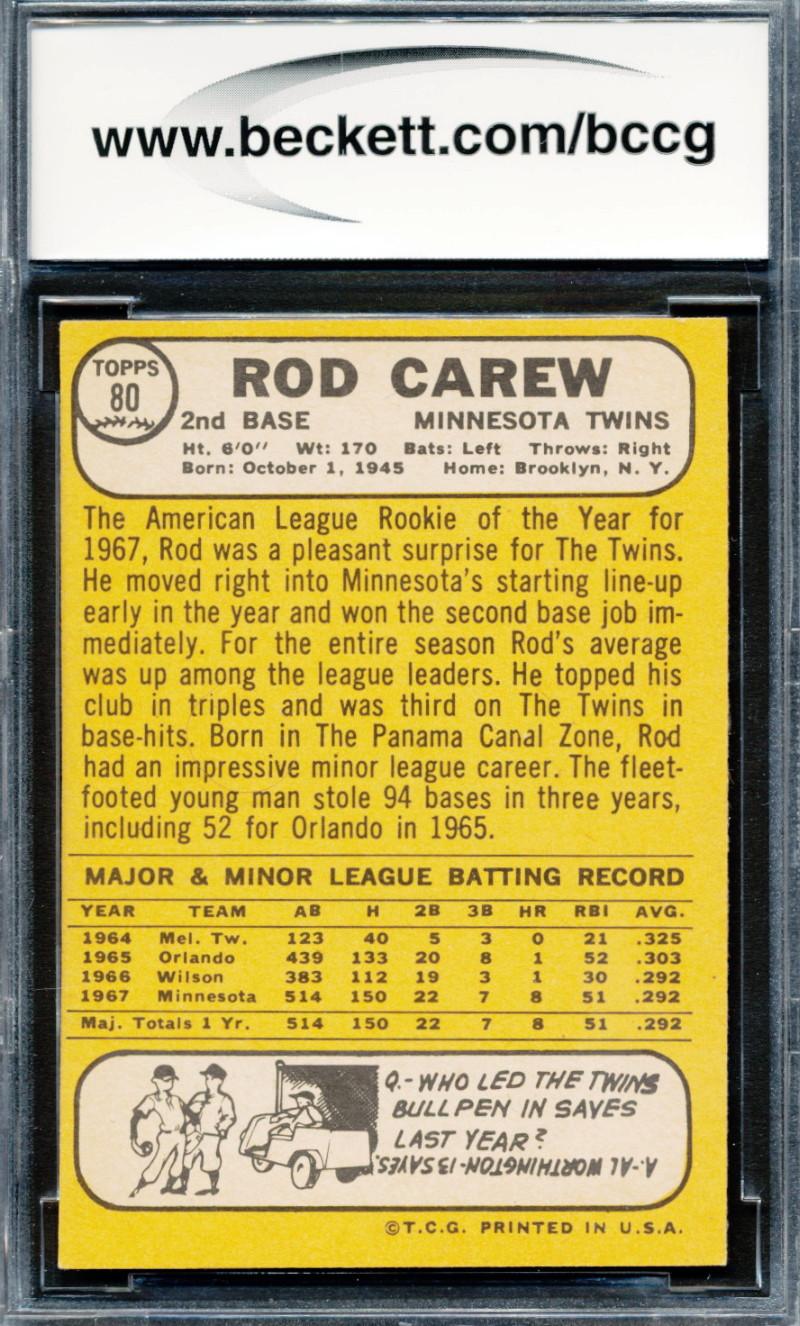 www.beckett.com/bccg
TOPPS
80
ROD CAREW
2nd BASE MINNESOTA TWINS
Ht. 6'0" Wt: 170 Bats: Left Throws: Right
Born: October 1, 1945 Home: Brooklyn, N. Y.
The American League Rookie of the Year for
1967, Rod was a pleasant surprise for The Twins.
He moved right into Minnesota's starting line-up
early in the year and won the second base job im-
mediately. For the entire season Rod's average
was up among the league leaders. He topped his
club in triples and was third on The Twins in
base-hits. Born in The Panama Canal Zone, Rod
had an impressive minor league career. The fleet-
footed young man stole 94 bases in three years,
including 52 for Orlando in 1965.
MAJOR & MINOR LEAGUE BATTING RECORD
YEAR TEAM AB H 2B 3B HR RBI AVG.
1964 Mel. Tw. 123 40 5 3 0 21 .325
1965 Orlando 439 133 20 8 1 52 .303
1966 Wilson 383 112 19 3 1 30 .292
1967 Minnesota 514 150 22 7 8 51 .292
Maj. Totals 1 Yr. 514 150 22 7 8 51 .292
Q.-WHO LED THE TWINS
BULLPEN IN SAVES
LAST YEAR?
A.-AL WORTHINGTON-13 SAVES.
©T.C.G. PRINTED IN U.S.A.